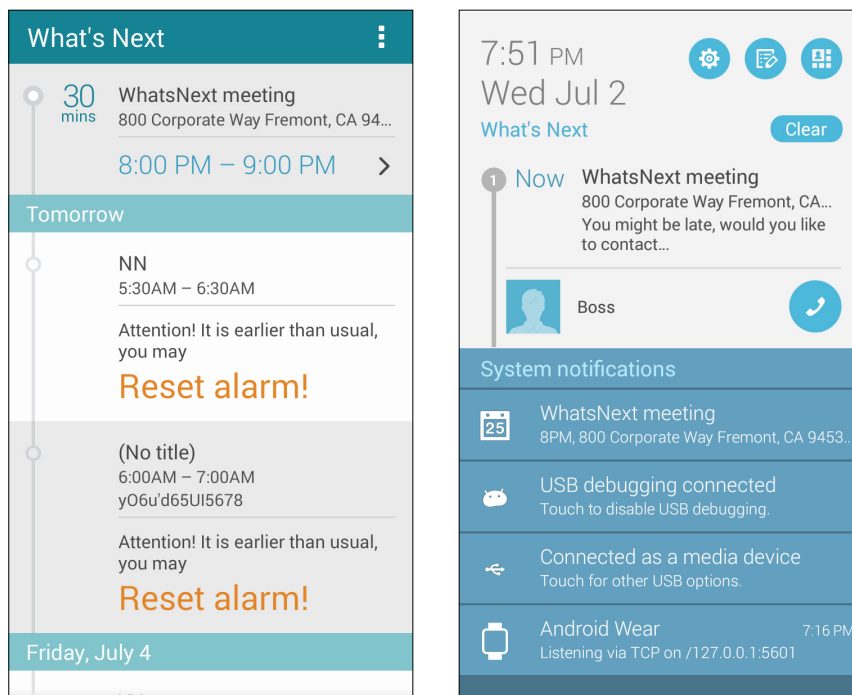 What's Next
30 mins
WhatsNext meeting
800 Corporate Way Fremont, CA 94...
8:00 PM – 9:00 PM
Tomorrow
NN
5:30AM – 6:30AM
Attention! It is earlier than usual,
you may
Reset alarm!
(No title)
6:00AM – 7:00AM
yO6u'd65UI5678
Attention! It is earlier than usual,
you may
Reset alarm!
Friday, July 4
7:51 PM
Wed Jul 2
What's Next
Clear
1
Now
WhatsNext meeting
800 Corporate Way Fremont, CA...
You might be late, would you like
to contact...
Boss
System notifications
25
WhatsNext meeting
8PM, 800 Corporate Way Fremont, CA 9453...
USB debugging connected
Touch to disable USB debugging.
Connected as a media device
Touch for other USB options.
Android Wear
7:16 PM
Listening via TCP on /127.0.0.1:5601